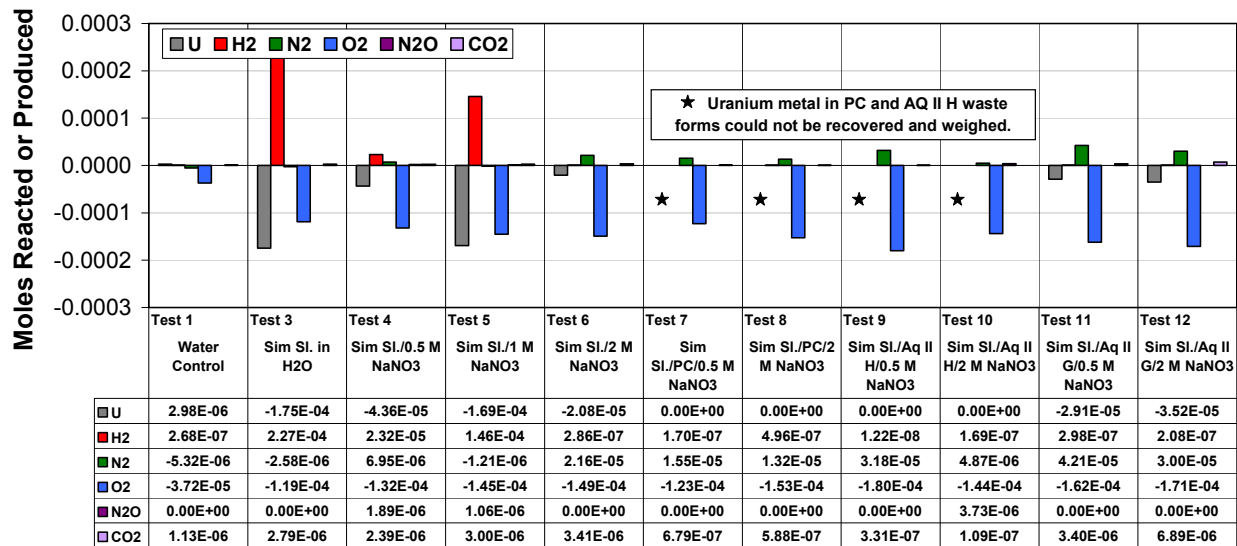 Moles Reacted or Produced
0.0003
0.0002
0.0001
0.0000
-0.0001
-0.0002
-0.0003
U H2 N2 O2 N2O CO2
★ Uranium metal in PC and AQ II H waste
forms could not be recovered and weighed.
Test 1 Test 3 Test 4 Test 5 Test 6 Test 7 Test 8 Test 9 Test 10 Test 11 Test 12
Water Control
Sim Sl. in H2O
Sim Sl./0.5 M NaNO3
Sim Sl./1 M NaNO3
Sim Sl./2 M NaNO3
Sim Sl./PC/0.5 M NaNO3
Sim Sl./PC/2 M NaNO3
Sim Sl./Aq II H/0.5 M NaNO3
Sim Sl./Aq II H/2 M NaNO3
Sim Sl./Aq II G/0.5 M NaNO3
Sim Sl./Aq II G/2 M NaNO3
U 2.98E-06 -1.75E-04 -4.36E-05 -1.69E-04 -2.08E-05 0.00E+00 0.00E+00 0.00E+00 0.00E+00 -2.91E-05 -3.52E-05
H2 2.68E-07 2.27E-04 2.32E-05 1.46E-04 2.86E-07 1.70E-07 4.96E-07 1.22E-08 1.69E-07 2.98E-07 2.08E-07
N2 -5.32E-06 -2.58E-06 6.95E-06 -1.21E-06 2.16E-05 1.55E-05 1.32E-05 3.18E-05 4.87E-06 4.21E-05 3.00E-05
O2 -3.72E-05 -1.19E-04 -1.32E-04 -1.45E-04 -1.49E-04 -1.23E-04 -1.53E-04 -1.80E-04 -1.44E-04 -1.62E-04 -1.71E-04
N2O 0.00E+00 0.00E+00 1.89E-06 1.06E-06 0.00E+00 0.00E+00 0.00E+00 0.00E+00 3.73E-06 0.00E+00 0.00E+00
CO2 1.13E-06 2.79E-06 2.39E-06 3.00E-06 3.41E-06 6.79E-07 5.88E-07 3.31E-07 1.09E-07 3.40E-06 6.89E-06